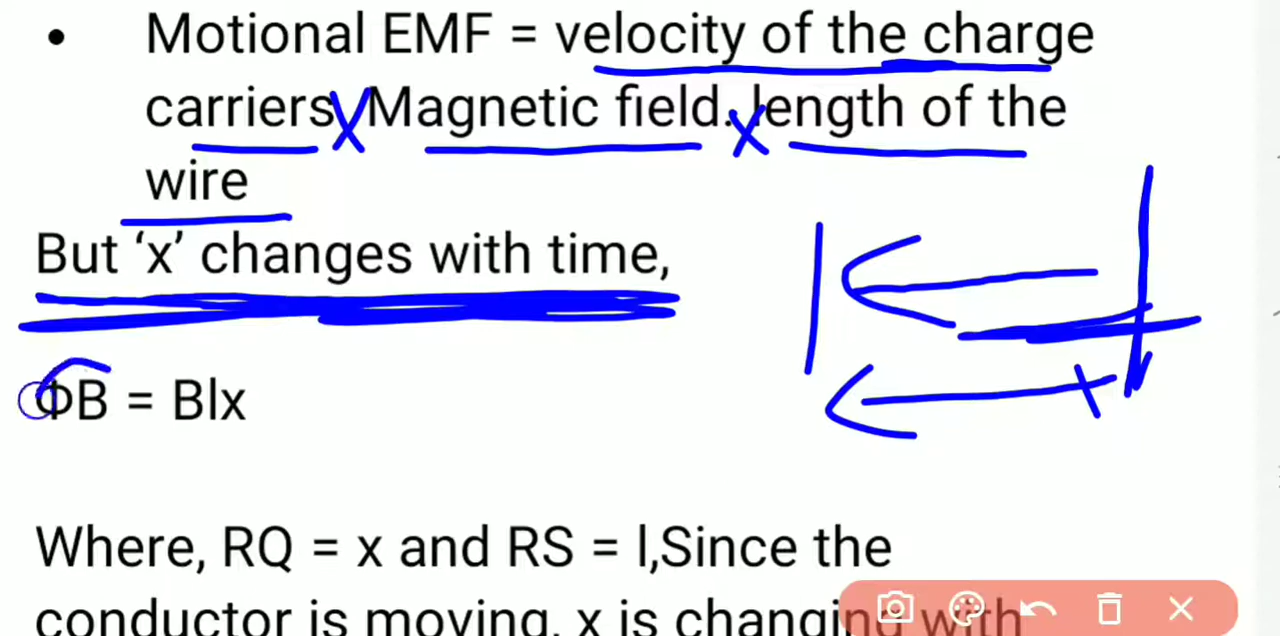 • Motional EMF = velocity of the charge
carriers X Magnetic field. x length of the
wire
But ‘x’ changes with time,
ΦB = Blx
Where, RQ = x and RS = l,Since the
conductor is moving, x is changing with